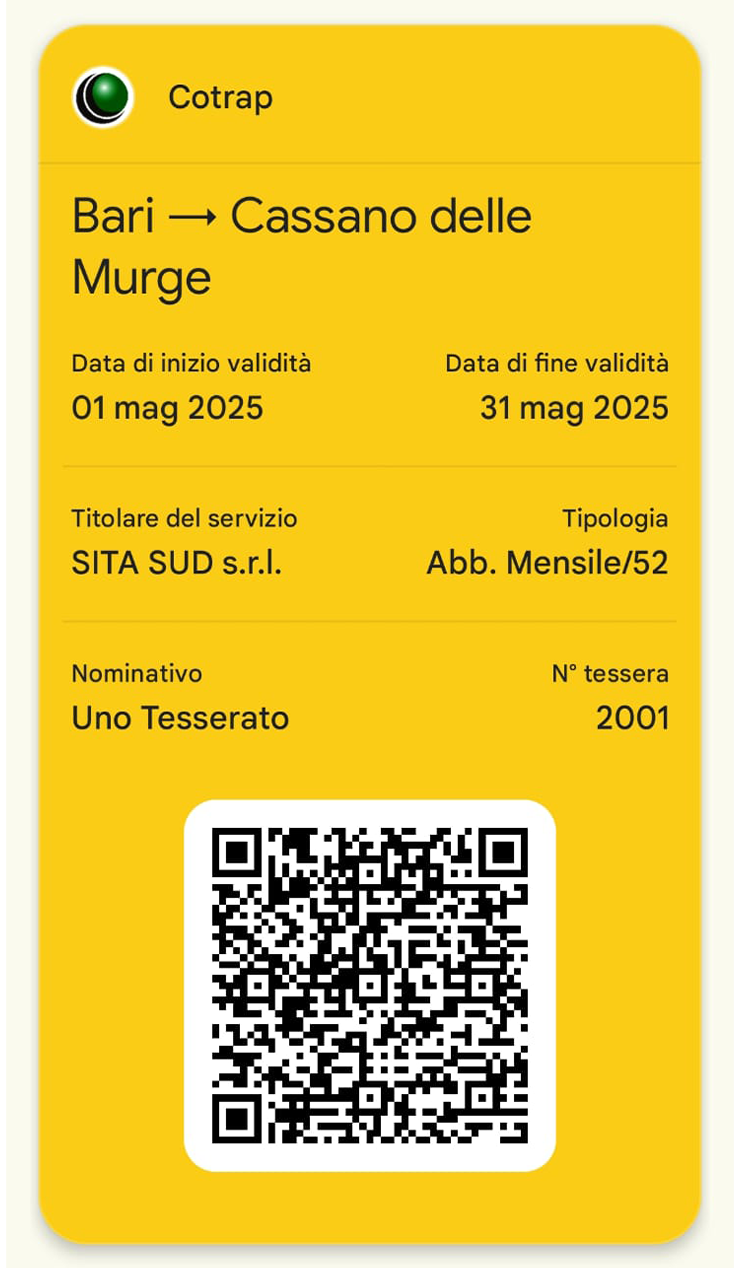 Cotrap
Bari → Cassano delle
Murge
Data di inizio validità
Data di fine validità
01 mag 2025
31 mag 2025
Titolare del servizio
Tipologia
SITA SUD s.r.l.
Abb. Mensile/52
Nominativo
N° tessera
Uno Tesserato
2001